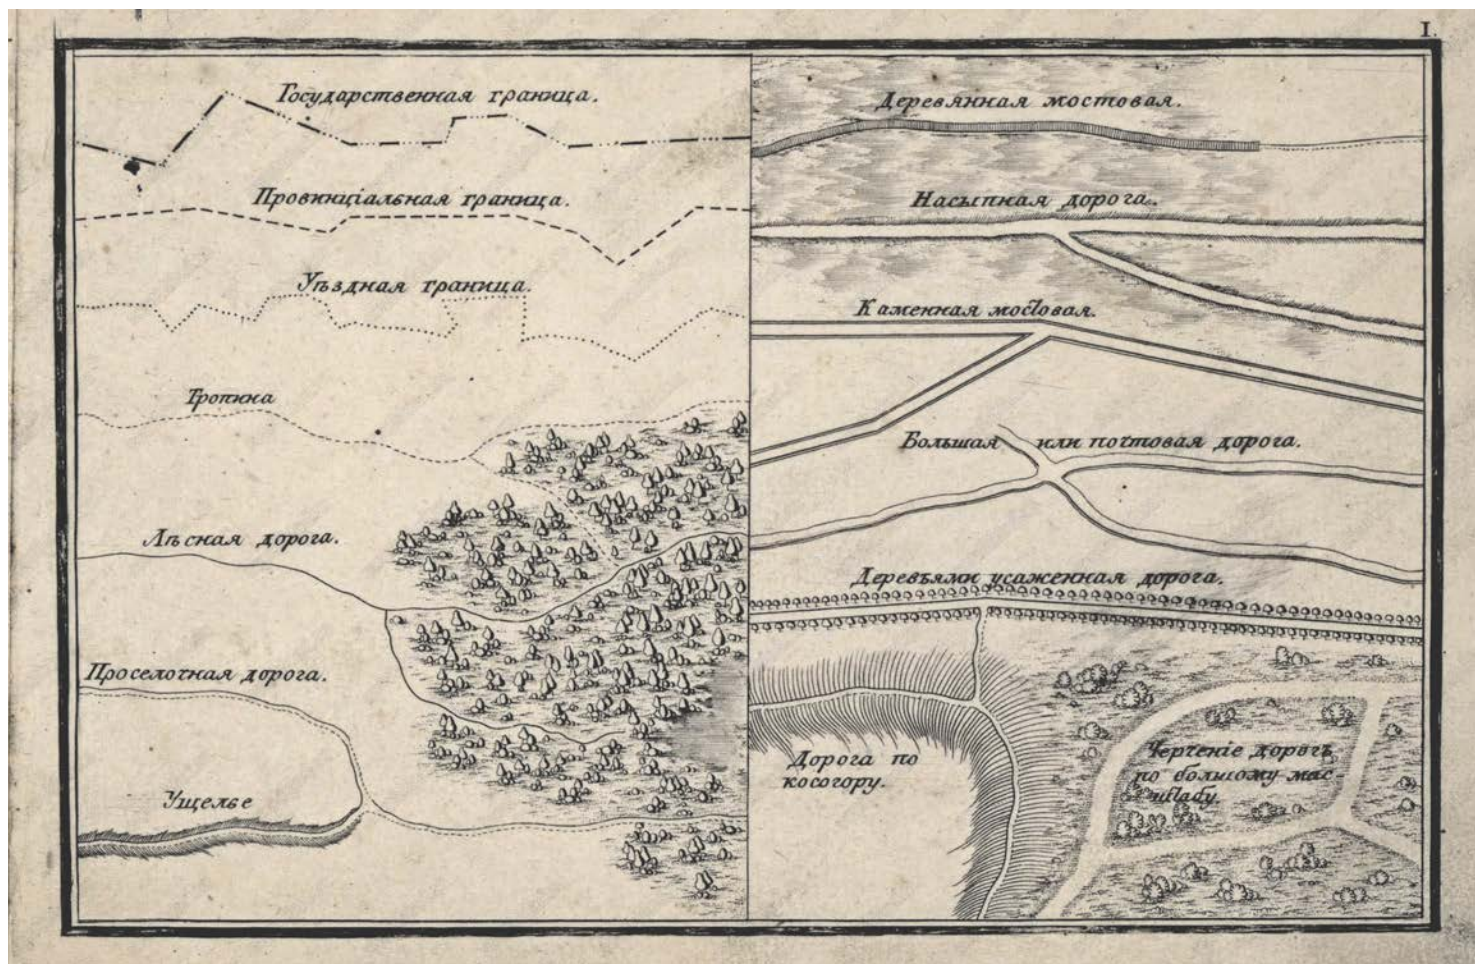 I.
Государственная граница.
Провинціальная граница.
Уѣздная граница.
Тропина
Лѣсная дорога.
Проселочная дорога.
Ущелье
Деревянная мостовая.
Насыпная дорога.
Каменная мостовая.
Большая или почтовая дорога.
Деревьями усаженная дорога.
Дорога по
косогору.
Черченіе дорогъ
по большому мас
штабу.